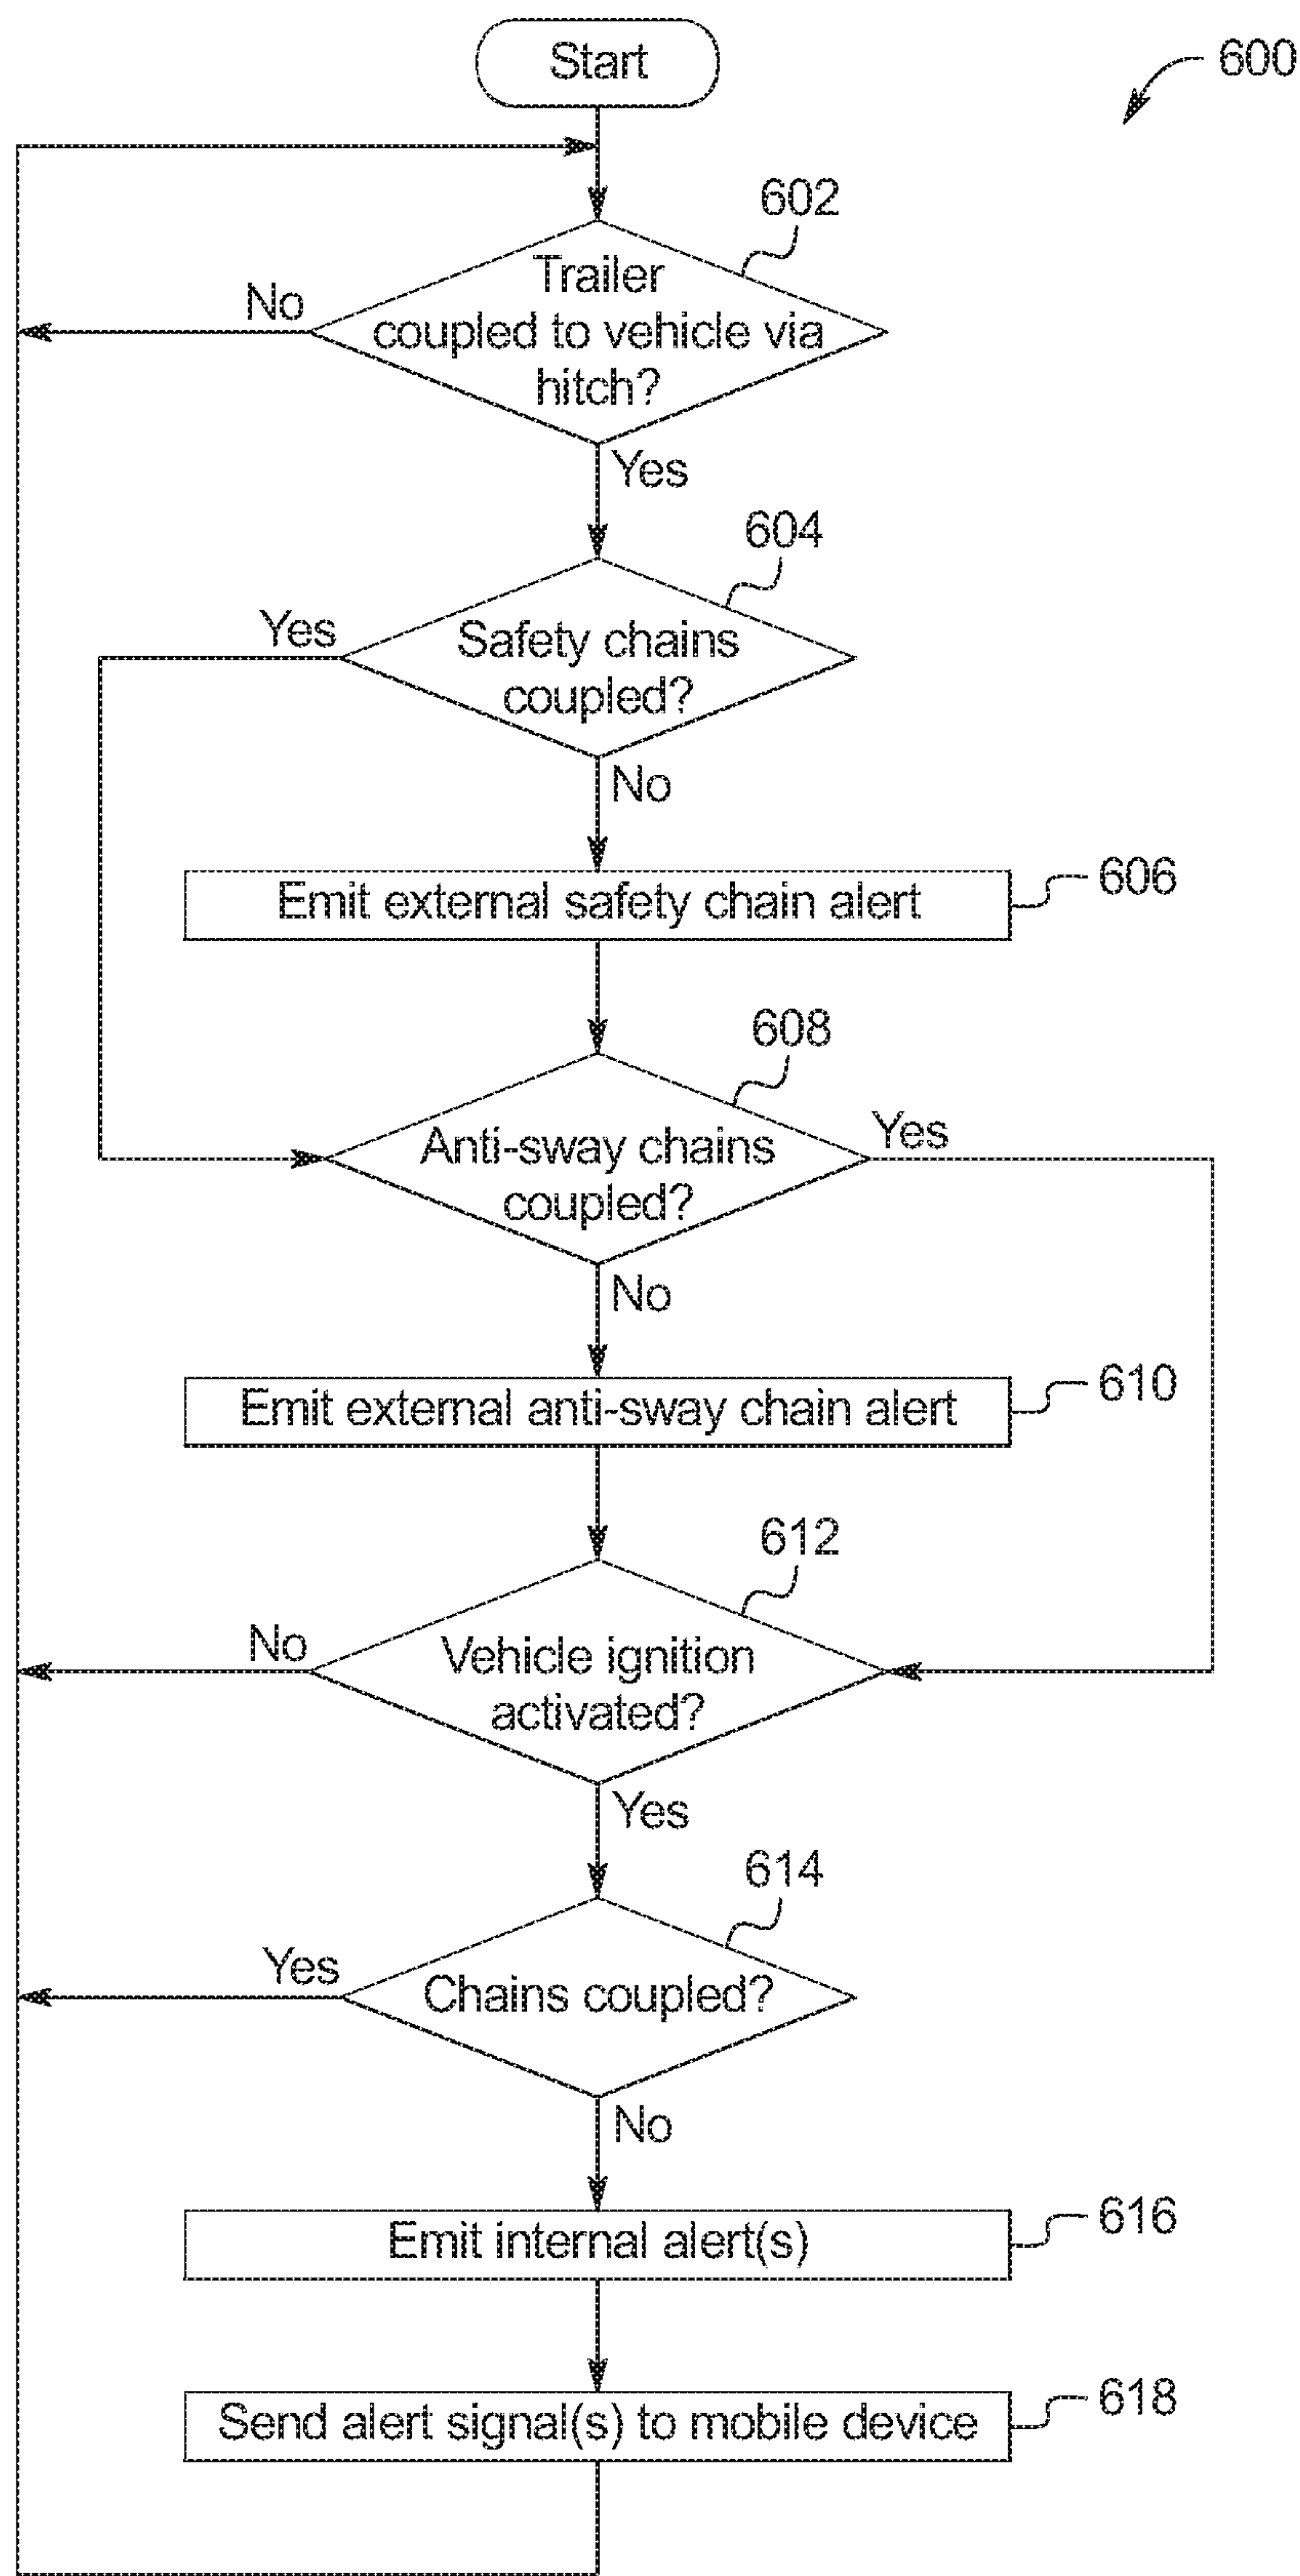 Start
600
602
Trailer
coupled to vehicle via
hitch?
No
Yes
604
Safety chains
coupled?
Yes
No
Emit external safety chain alert
606
608
Anti-sway chains
coupled?
Yes
No
Emit external anti-sway chain alert
610
612
Vehicle ignition
activated?
No
Yes
614
Chains coupled?
Yes
No
Emit internal alert(s)
616
Send alert signal(s) to mobile device
618